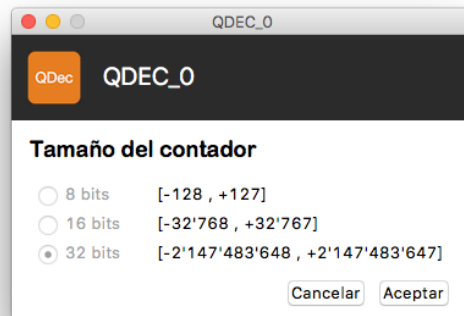 QDEC_0
QDec QDEC_0
Tamaño del contador
8 bits [-128 , +127]
16 bits [-32'768 , +32'767]
32 bits [-2'147'483'648 , +2'147'483'647]
Cancelar Aceptar